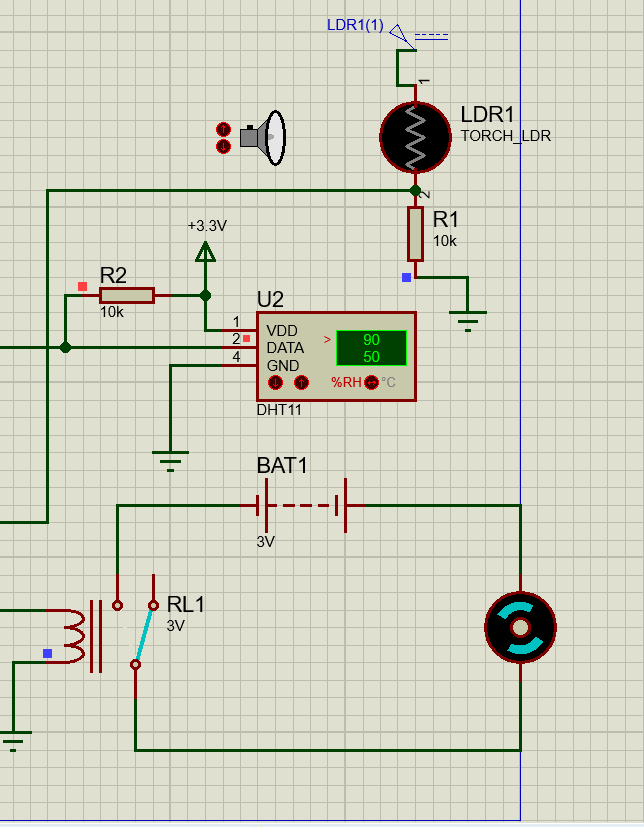 LDR1(1)
1
LDR1
TORCH_LDR
2
R1
10k
+3.3V
R2
10k
U2
1
VDD
2
DATA
4
GND
>
90
50
%RH
°C
DHT11
BAT1
3V
RL1
3V